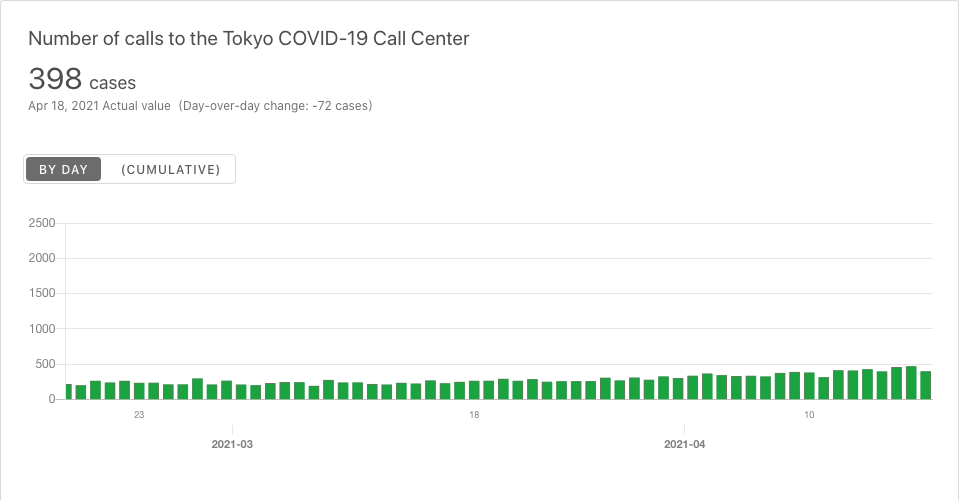 Number of calls to the Tokyo COVID-19 Call Center
398 cases
Apr 18, 2021 Actual value (Day-over-day change: -72 cases)
BY DAY (CUMULATIVE)
2500
2000
1500
1000
500
0
23 18 10
2021-03 2021-04